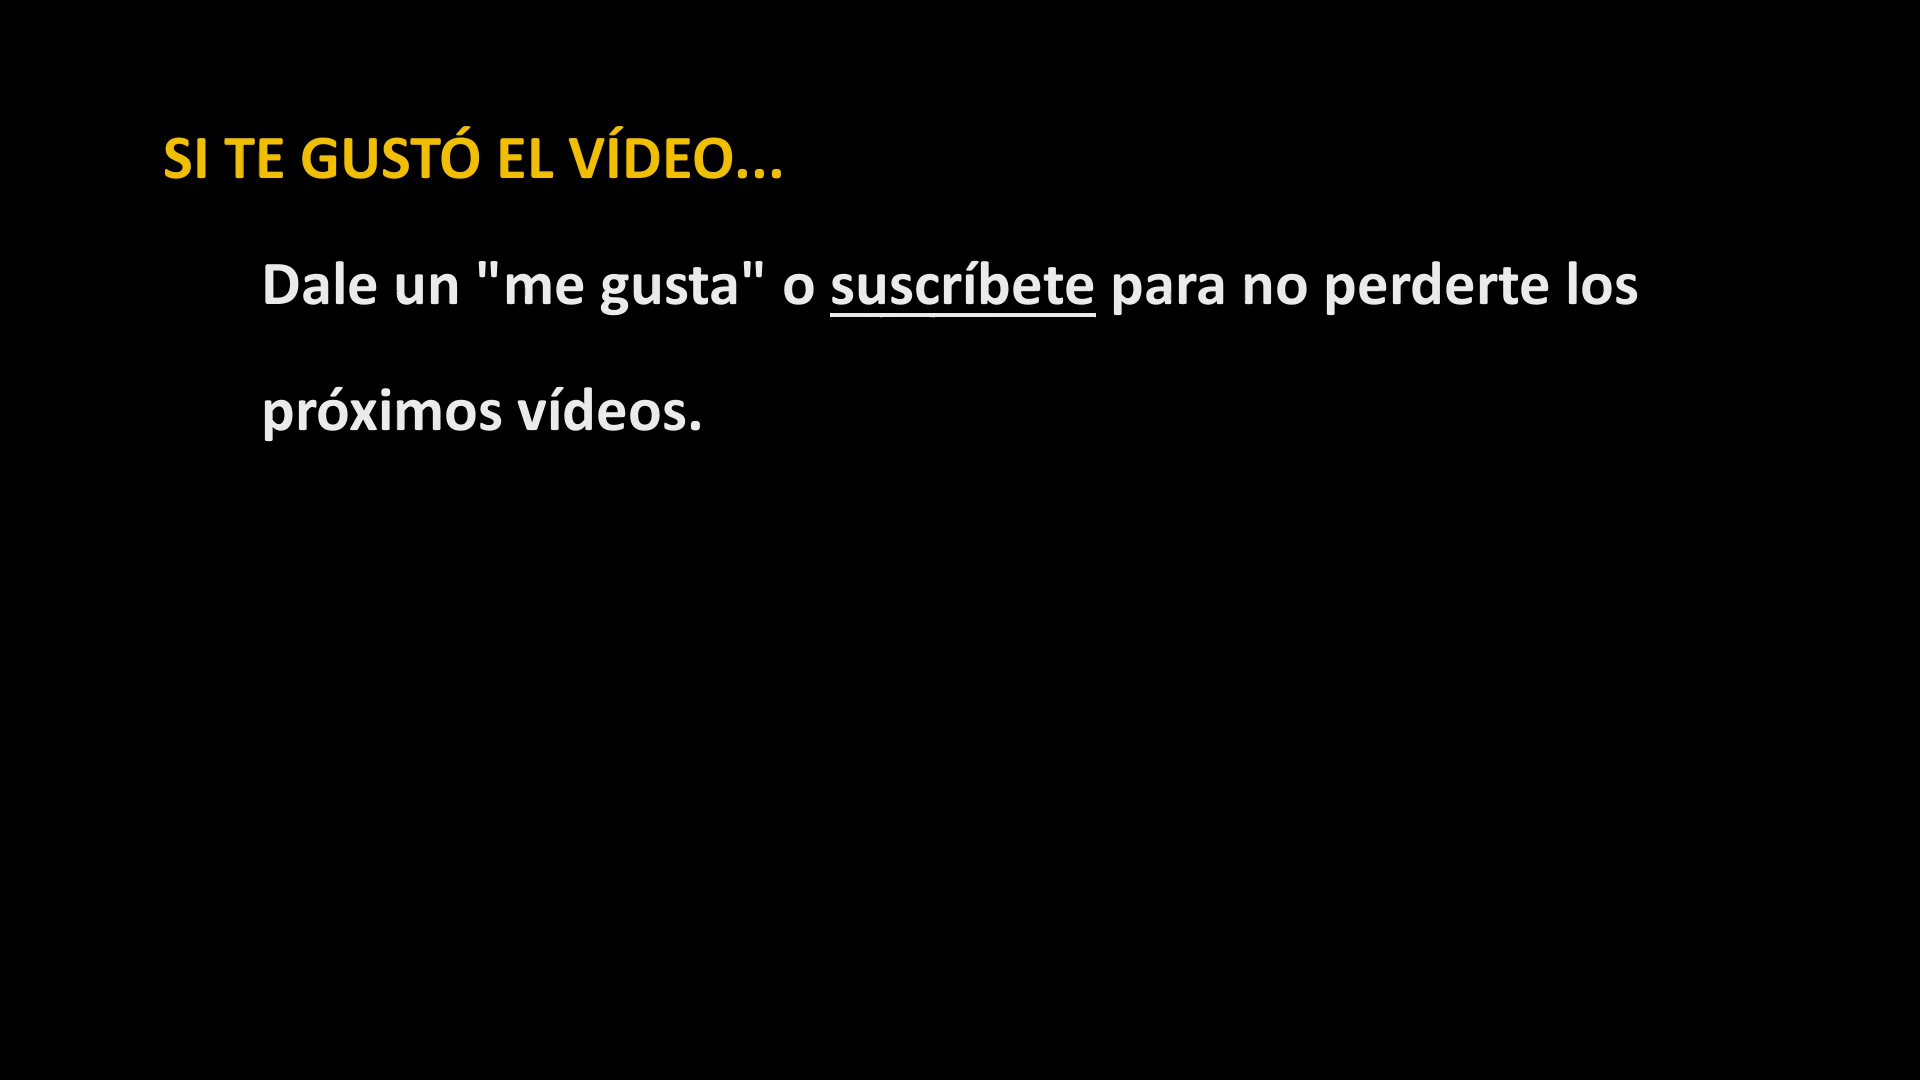 SI TE GUSTÓ EL VÍDEO...
Dale un "me gusta" o suscríbete para no perderte los
próximos vídeos.